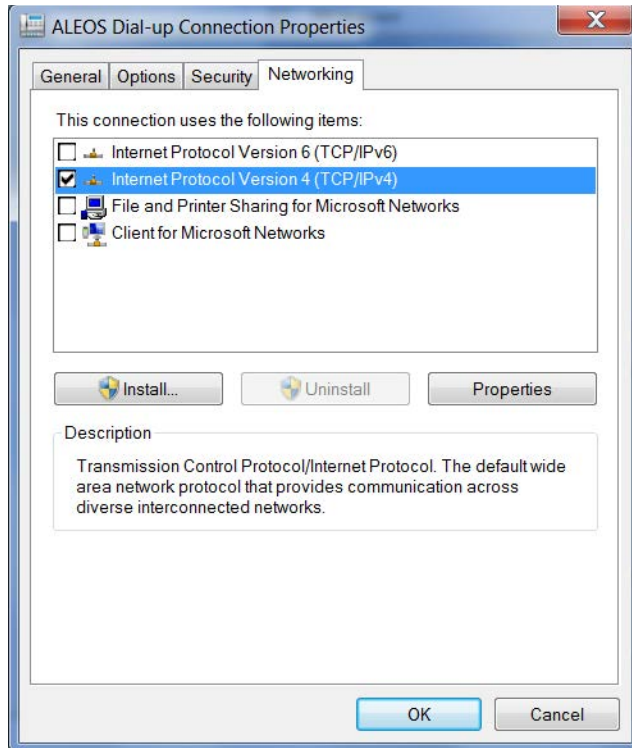 ALEOS Dial-up Connection Properties
General Options Security Networking
This connection uses the following items:
Internet Protocol Version 6 (TCP/IPv6)
Internet Protocol Version 4 (TCP/IPv4)
File and Printer Sharing for Microsoft Networks
Client for Microsoft Networks
Install... Uninstall Properties
Description
Transmission Control Protocol/Internet Protocol. The default wide
area network protocol that provides communication across
diverse interconnected networks.
OK Cancel